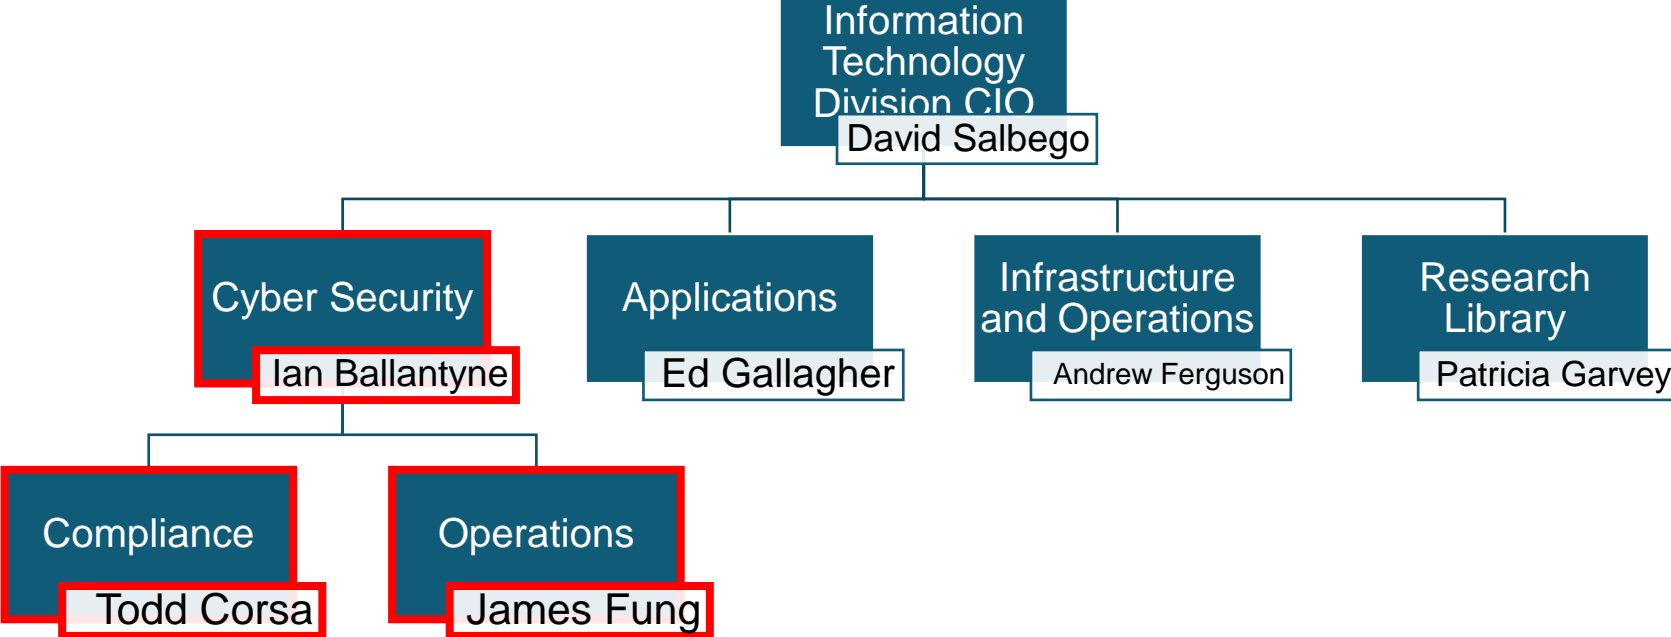 Information
Technology
Division CIO
David Salbego
Cyber Security
Ian Ballantyne
Applications
Ed Gallagher
Infrastructure
and Operations
Andrew Ferguson
Research
Library
Patricia Garvey
Compliance
Todd Corsa
Operations
James Fung